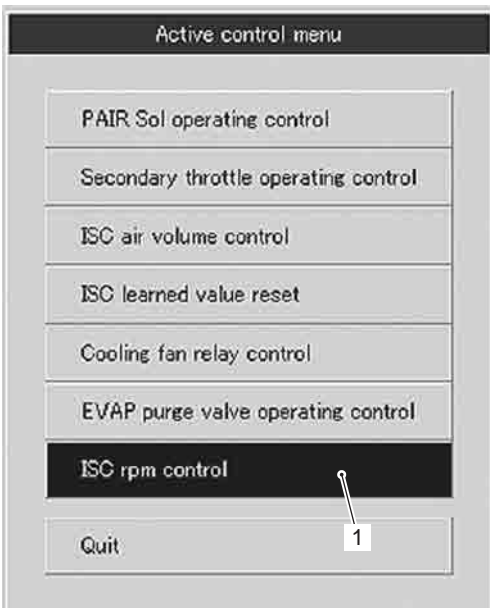 Active control menu
PAIR Sol operating control
Secondary throttle operating control
ISC air volume control
ISC learned value reset
Cooling fan relay control
EVAP purge valve operating control
ISC rpm control
1
Quit